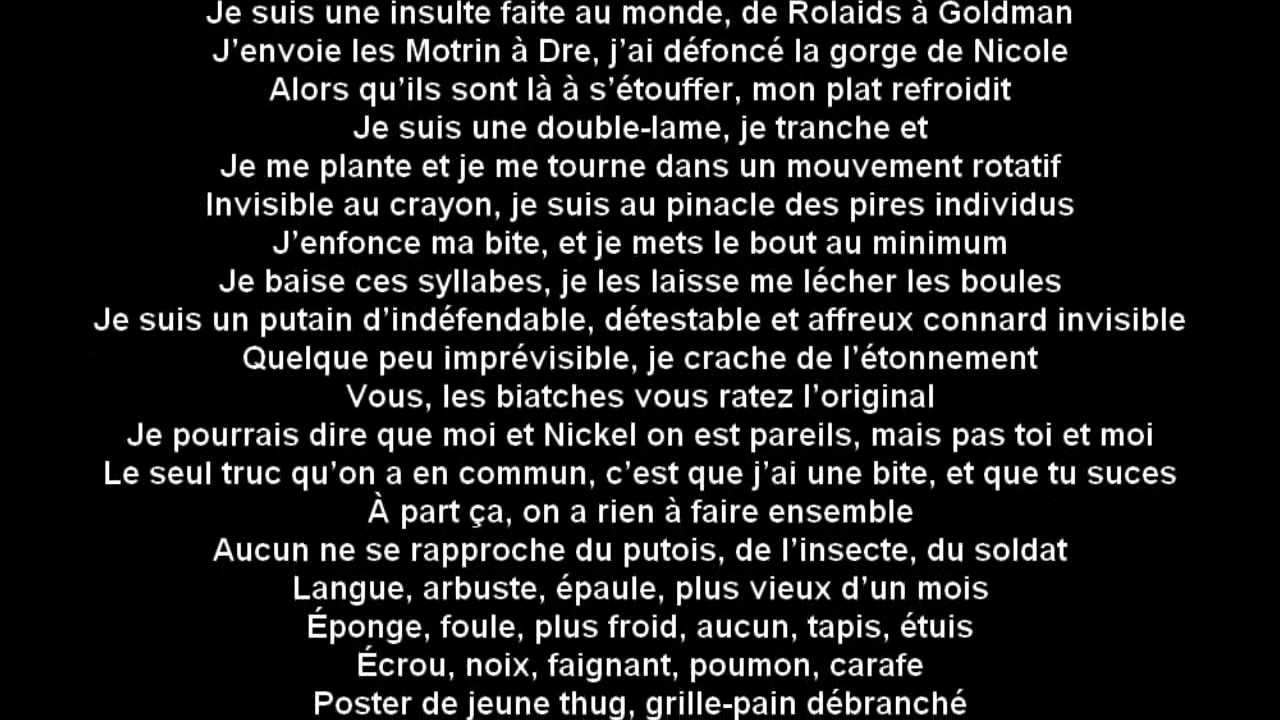 Je suis une insulte faite au monde, de Rolaids à Goldman
J’envoie les Motrin à Dre, j’ai défoncé la gorge de Nicole
Alors qu’ils sont là à s’étouffer, mon plat refroidit
Je suis une double-lame, je tranche et
Je me plante et je me tourne dans un mouvement rotatif
Invisible au crayon, je suis au pinacle des pires individus
J’enfonce ma bite, et je mets le bout au minimum
Je baise ces syllabes, je les laisse me lécher les boules
Je suis un putain d’indéfendable, détestable et affreux connard invisible
Quelque peu imprévisible, je crache de l’étonnement
Vous, les biatches vous ratez l’original
Je pourrais dire que moi et Nickel on est pareils, mais pas toi et moi
Le seul truc qu’on a en commun, c’est que j’ai une bite, et que tu suces
À part ça, on a rien à faire ensemble
Aucun ne se rapproche du putois, de l’insecte, du soldat
Langue, arbuste, épaule, plus vieux d’un mois
Éponge, foule, plus froid, aucun, tapis, étuis
Écrou, noix, faignant, poumon, carafe
Poster de jeune thug, grille-pain débranché